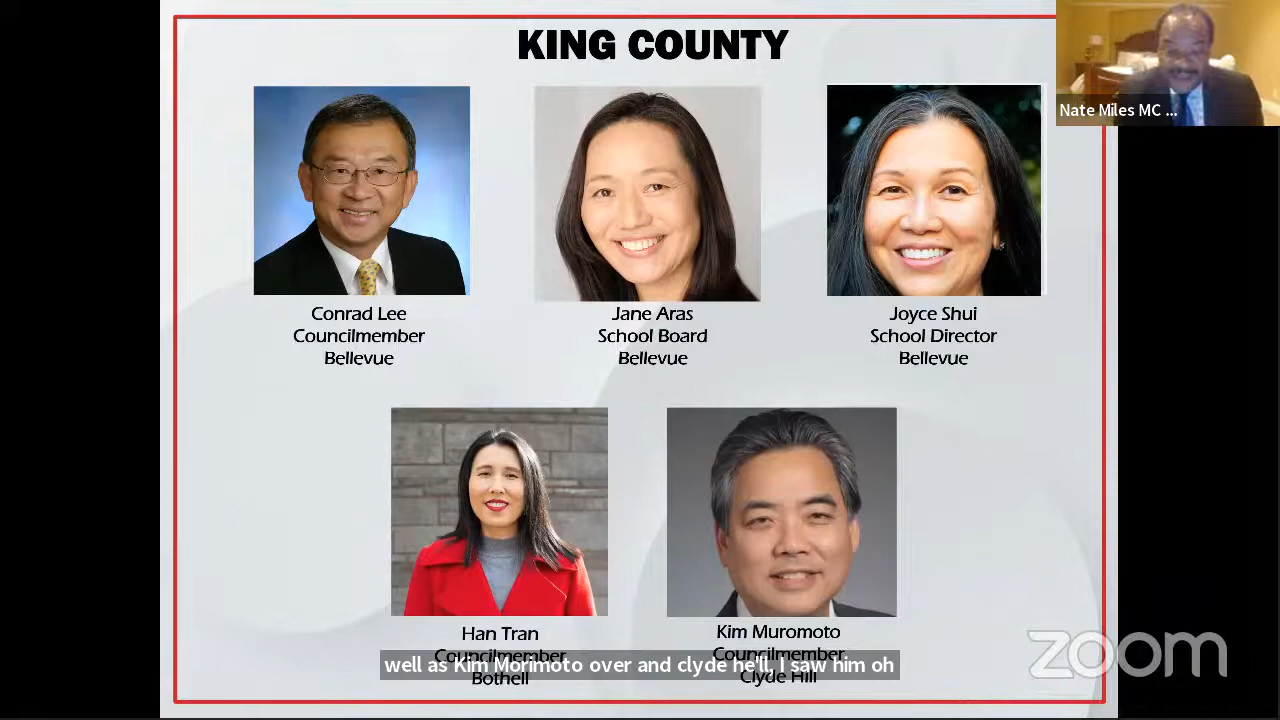 KING COUNTY
Nate Miles MC ...
Conrad Lee
Councilmember
Bellevue
Jane Aras
School Board
Bellevue
Joyce Shui
School Director
Bellevue
Han Tran
Councilmember
Bothell
Kim Muromoto
Councilmember
Clyde Hill
well as Kim Morimoto over and clyde he'll, I saw him oh
zoom